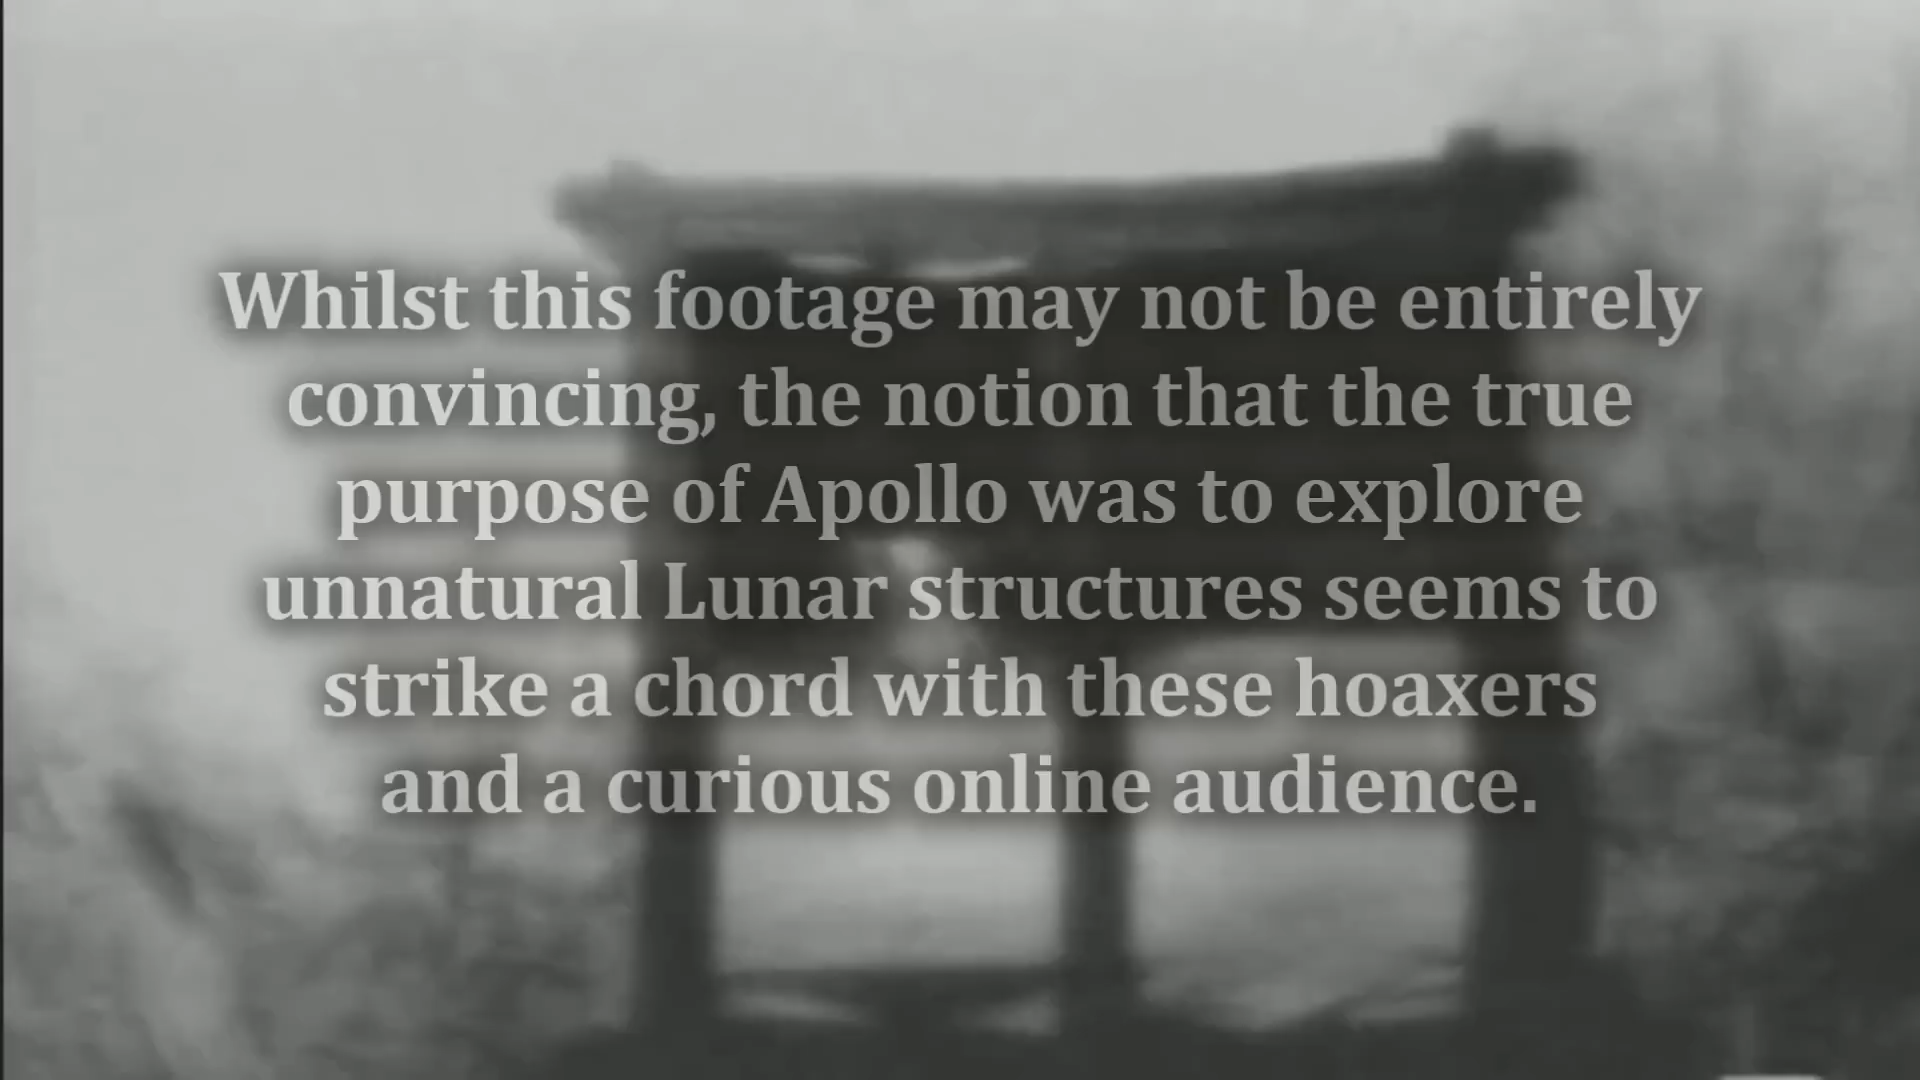 Whilst this footage may not be entirely
convincing, the notion that the true
purpose of Apollo was to explore
unnatural Lunar structures seems to
strike a chord with these hoaxers
and a curious online audience.